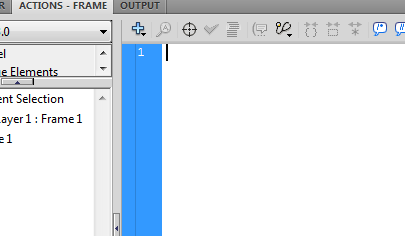 R ACTIONS - FRAME OUTPUT
.0
1
el
e Elements
ent Selection
ayer 1 : Frame 1
e 1